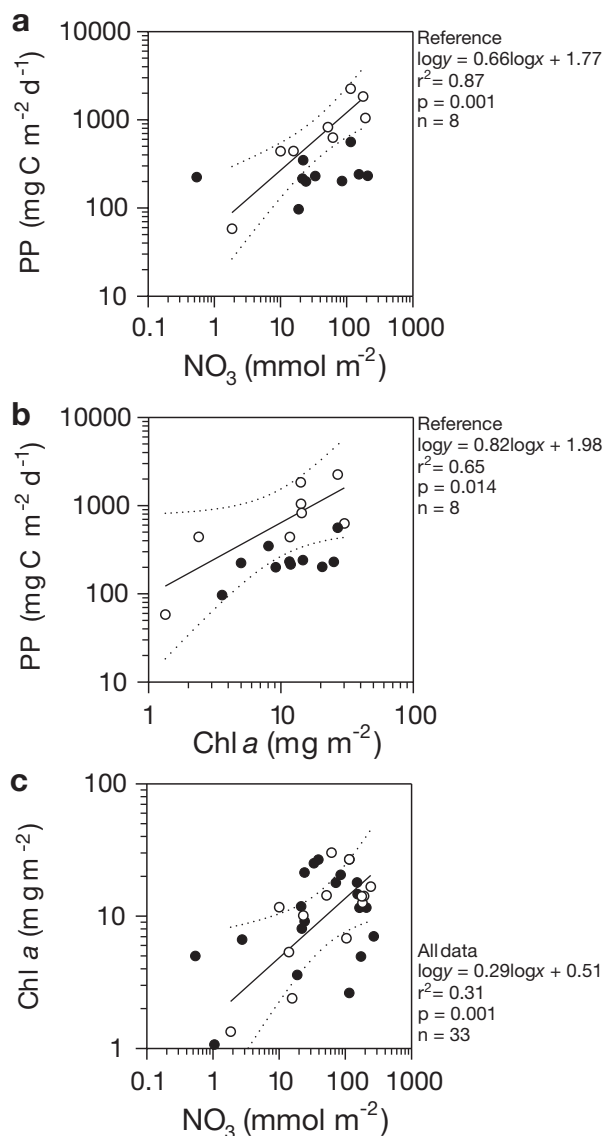 a
10000
1000
100
10
PP (mg C m-2 d-1)
0.1 1 10 100 1000
NO3 (mmol m-2)
Reference
logy = 0.66logx + 1.77
r2= 0.87
p = 0.001
n = 8
b
10000
1000
100
10
PP (mg C m-2 d-1)
1 10 100
Chl a (mg m-2)
Reference
logy = 0.82logx + 1.98
r2= 0.65
p = 0.014
n = 8
c
100
10
1
Chl a (mg m-2)
0.1 1 10 100 1000
NO3 (mmol m-2)
All data
logy = 0.29logx + 0.51
r2= 0.31
p = 0.001
n = 33